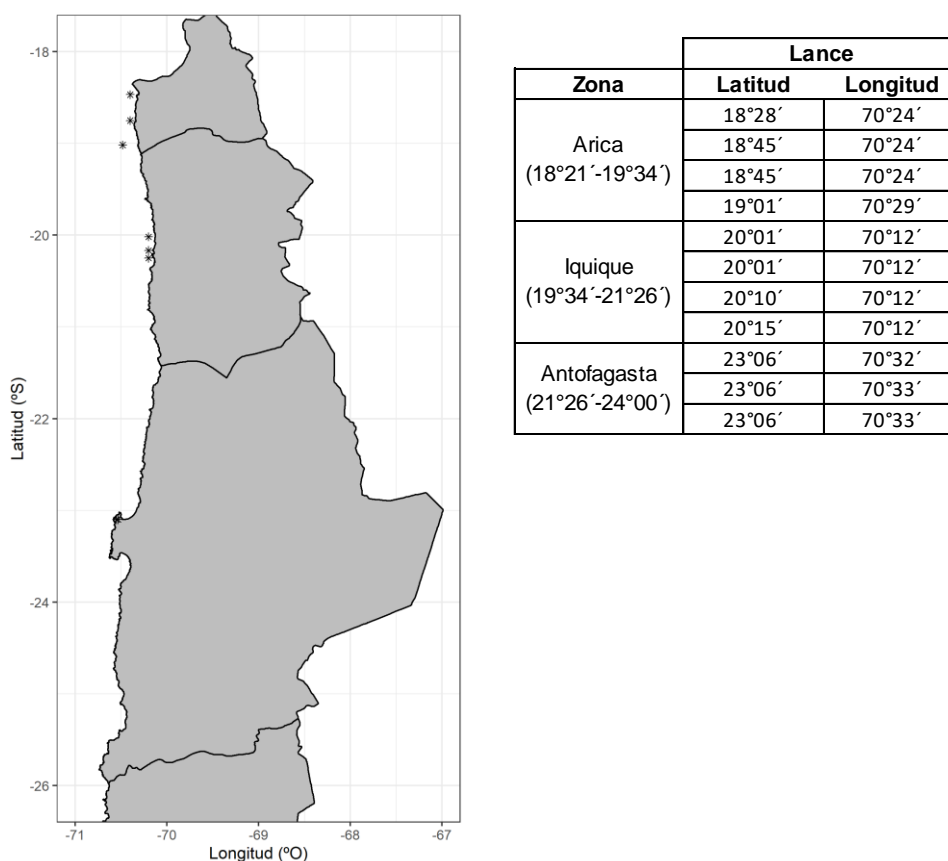 -18
-20
-22
-24
-26
Latitud (ºS)
-71 -70 -69 -68 -67
Longitud (ºO)
Lance
Zona Latitud Longitud
Arica
(18°21´-19°34´)
18°28´ 70°24´
18°45´ 70°24´
18°45´ 70°24´
19°01´ 70°29´
Iquique
(19°34´-21°26´)
20°01´ 70°12´
20°01´ 70°12´
20°10´ 70°12´
20°15´ 70°12´
Antofagasta
(21°26´-24°00´)
23°06´ 70°32´
23°06´ 70°33´
23°06´ 70°33´